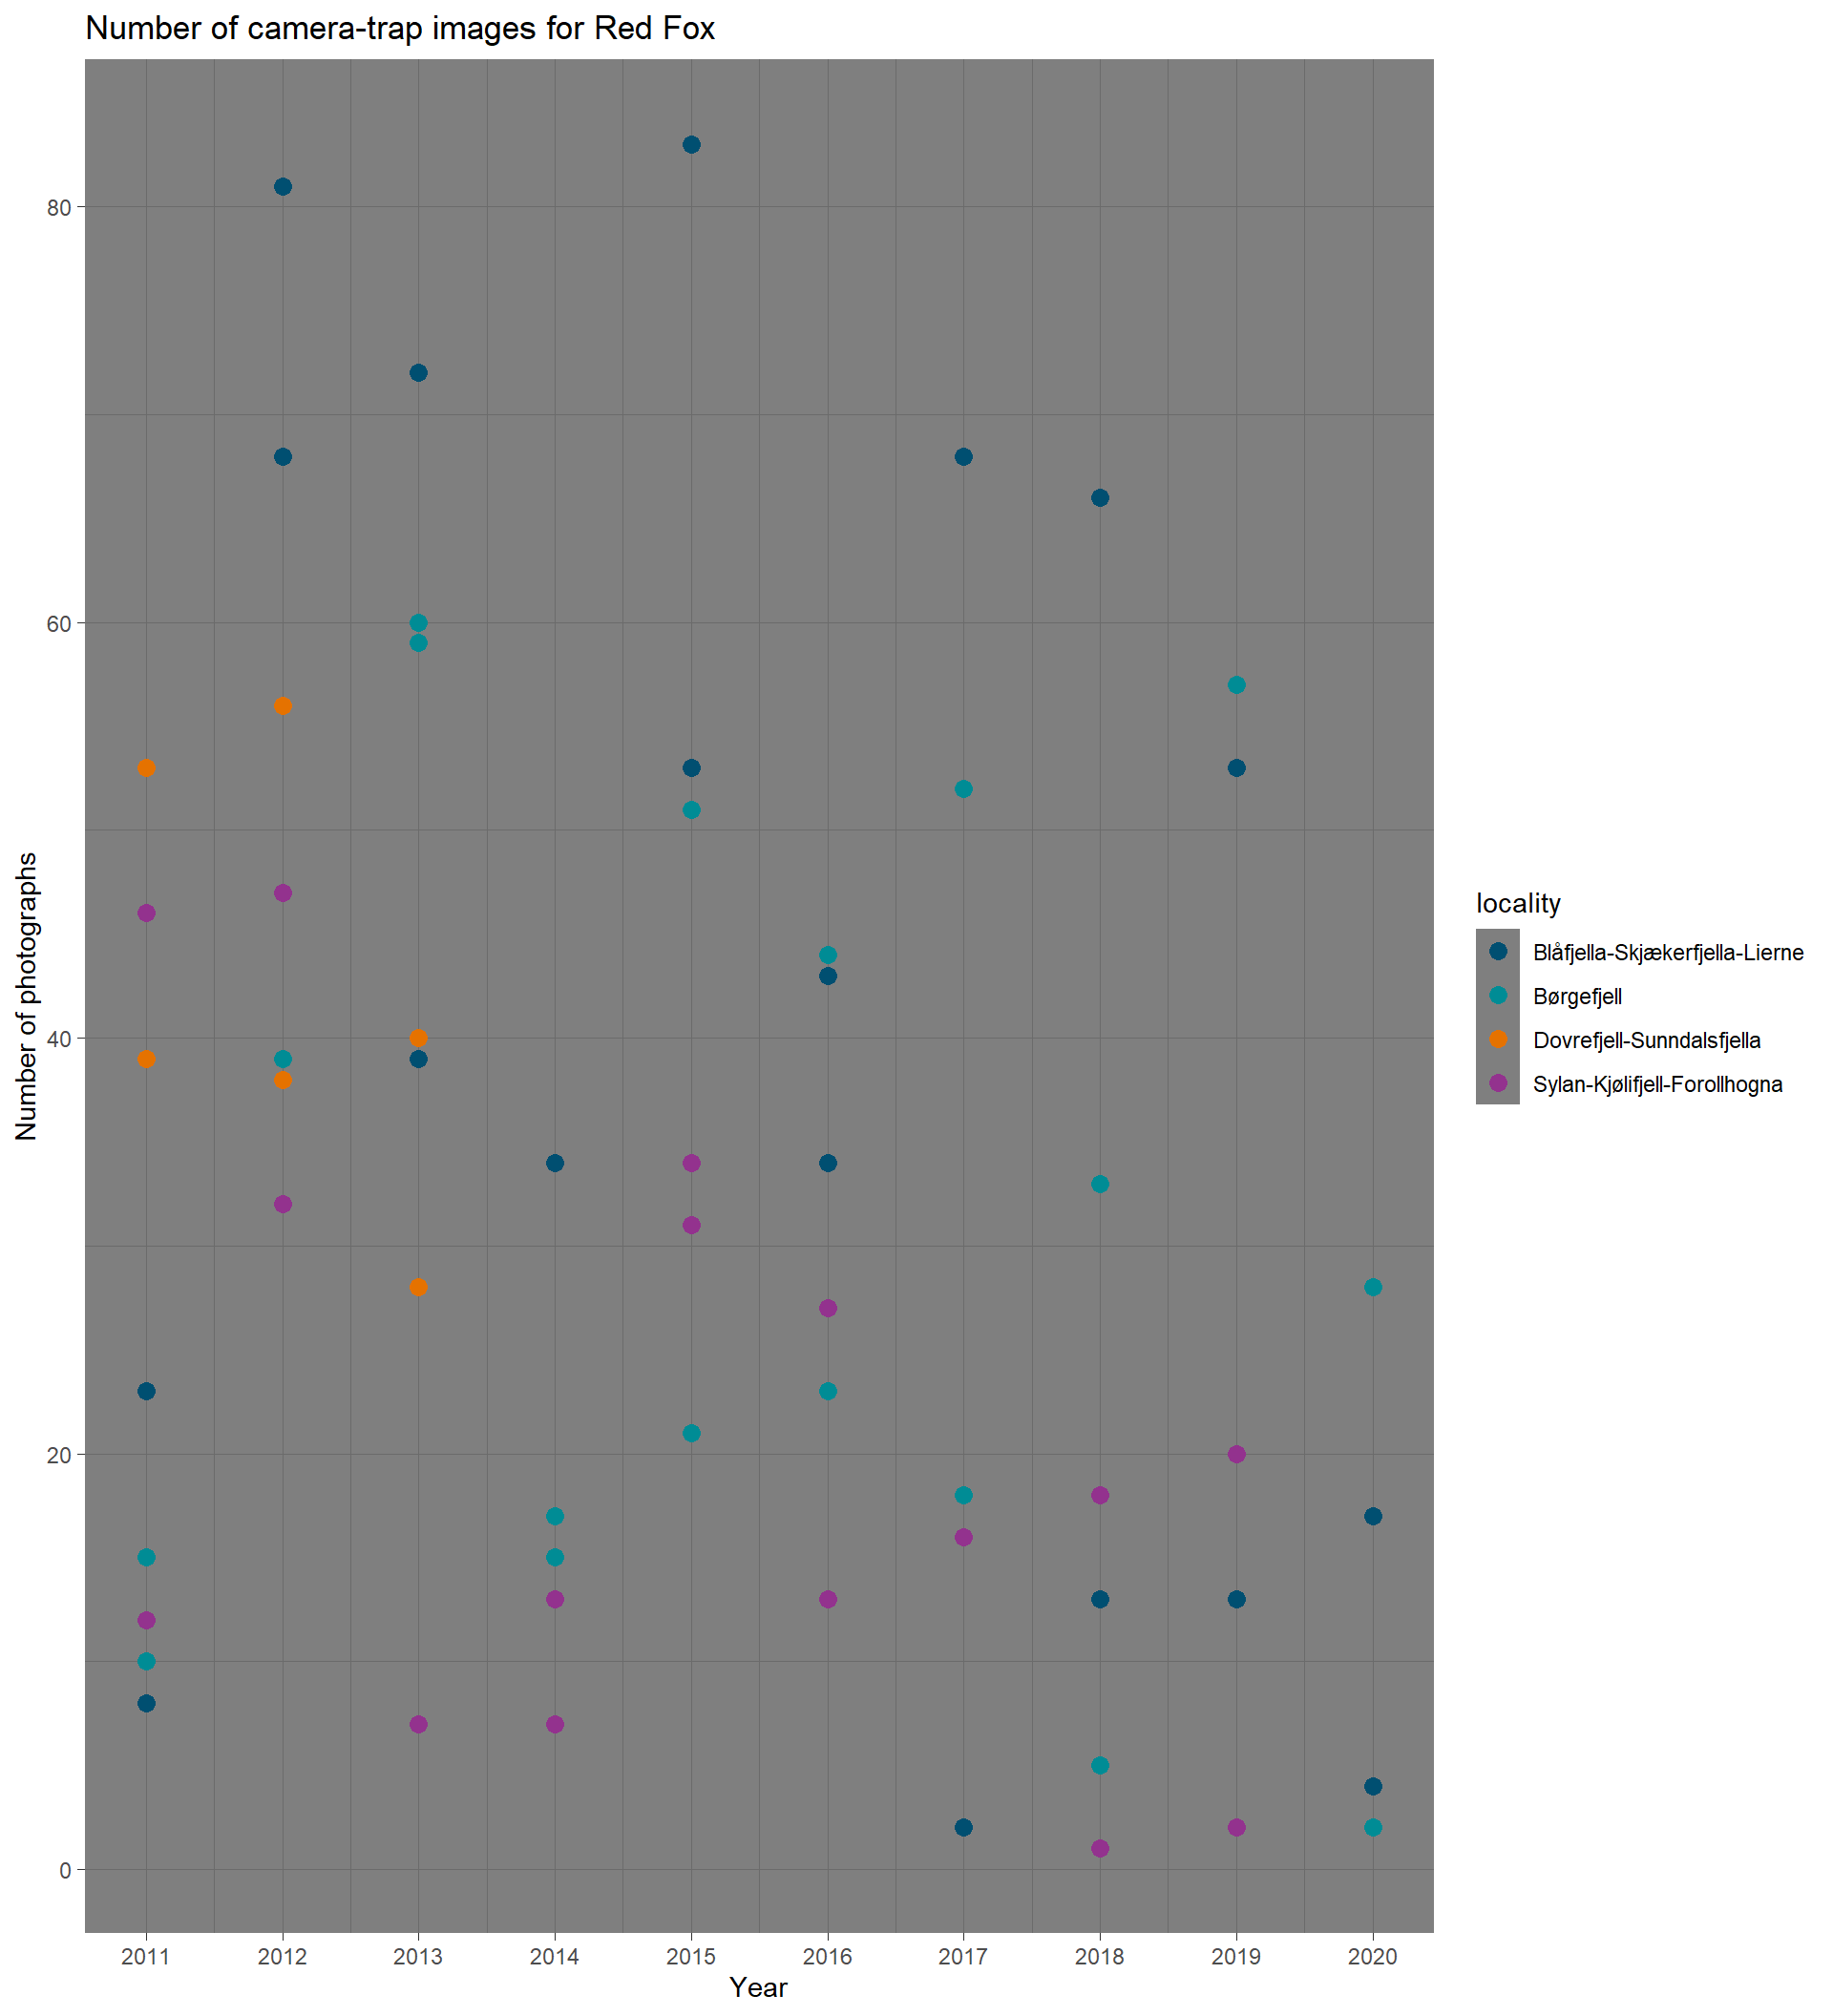 Number of camera-trap images for Red Fox
80
60
40
20
0
Number of photographs
2011 2012 2013 2014 2015 2016 2017 2018 2019 2020
Year
locality
Blåfjella-Skjækerfjella-Lierne
Børgefjell
Dovrefjell-Sunndalsfjella
Sylan-Kjølifjell-Forollhogna